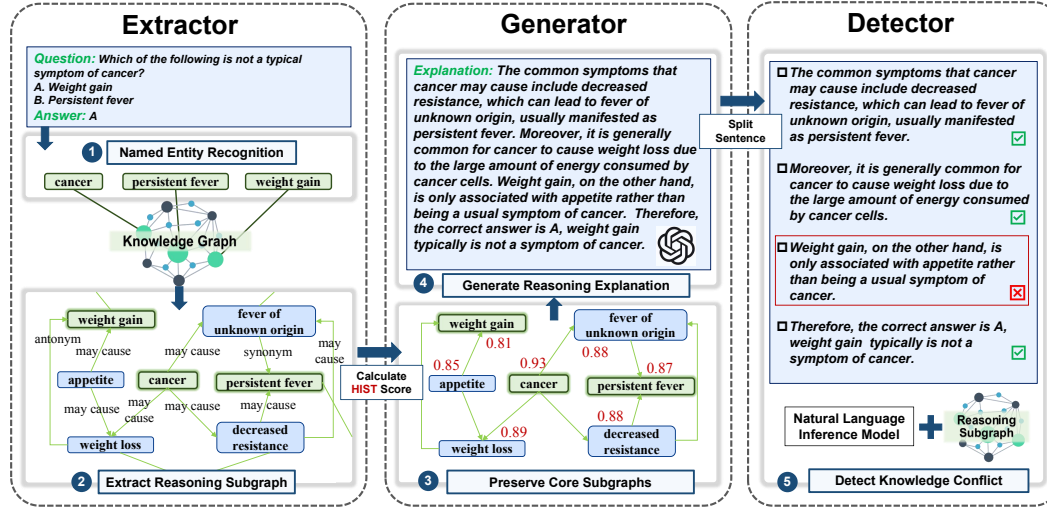 Extractor
Question: Which of the following is not a typical
symptom of cancer?
A. Weight gain
B. Persistent fever
Answer: A
1 Named Entity Recognition
cancer persistent fever weight gain
Knowledge Graph
weight gain
fever of
unknown origin
antonym
may cause
may cause
synonym
may
cause
appetite
cancer
persistent fever
may cause
may
cause
may cause
may cause
weight loss
decreased
resistance
2 Extract Reasoning Subgraph
Calculate
HIST Score
Generator
Explanation: The common symptoms that
cancer may cause include decreased
resistance, which can lead to fever of
unknown origin, usually manifested as
persistent fever. Moreover, it is generally
common for cancer to cause weight loss due
to the large amount of energy consumed by
cancer cells. Weight gain, on the other hand,
is only associated with appetite rather than
being a usual symptom of cancer. Therefore,
the correct answer is A, weight gain
typically is not a symptom of cancer.
4 Generate Reasoning Explanation
weight gain
fever of
unknown origin
0.81
0.88
0.85
0.93
0.87
appetite
cancer
persistent fever
0.89
0.88
weight loss
decreased
resistance
3 Preserve Core Subgraphs
Split
Sentence
Detector
The common symptoms that cancer
may cause include decreased
resistance, which can lead to fever of
unknown origin, usually manifested
as persistent fever.
Moreover, it is generally common for
cancer to cause weight loss due to
the large amount of energy consumed
by cancer cells.
Weight gain, on the other hand, is
only associated with appetite rather
than being a usual symptom of
cancer.
Therefore, the correct answer is A,
weight gain typically is not a
symptom of cancer.
Natural Language
Inference Model
Reasoning
Subgraph
5 Detect Knowledge Conflict